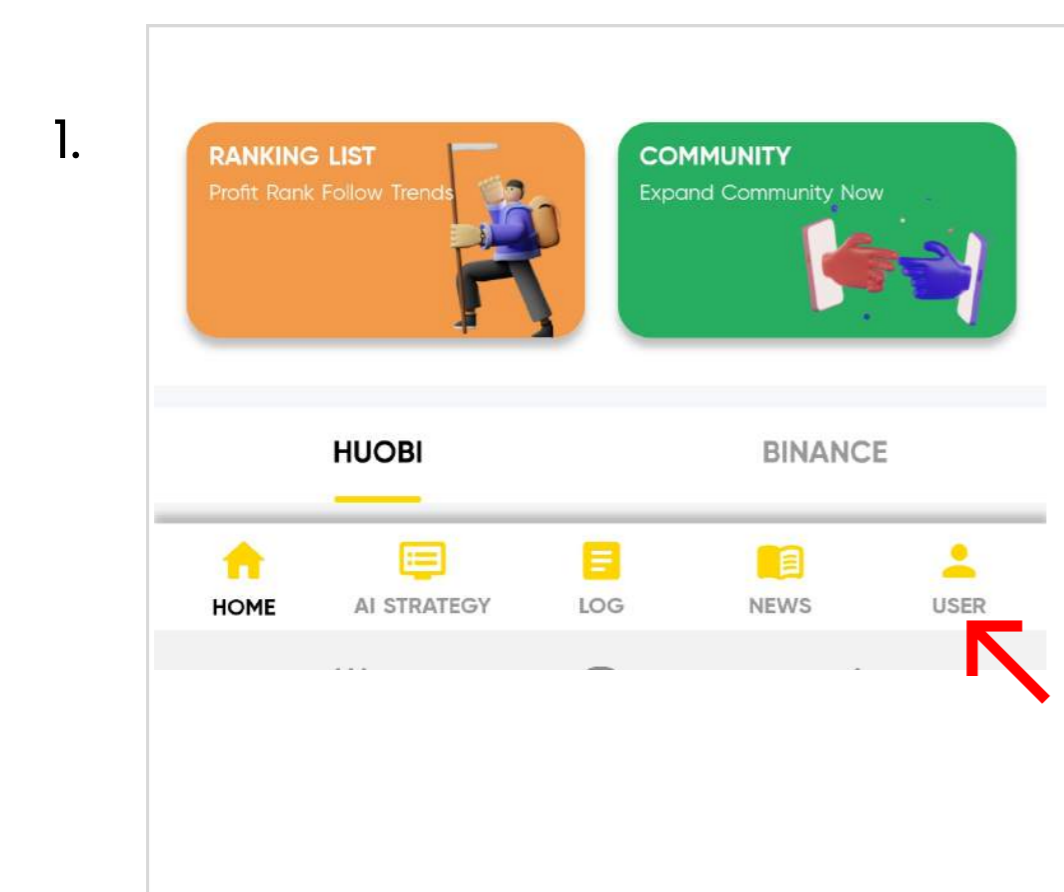 1.
RANKING LIST
Profit Rank Follow Trends
COMMUNITY
Expand Community Now
HUOBI
BINANCE
HOME
AI STRATEGY
LOG
NEWS
USER